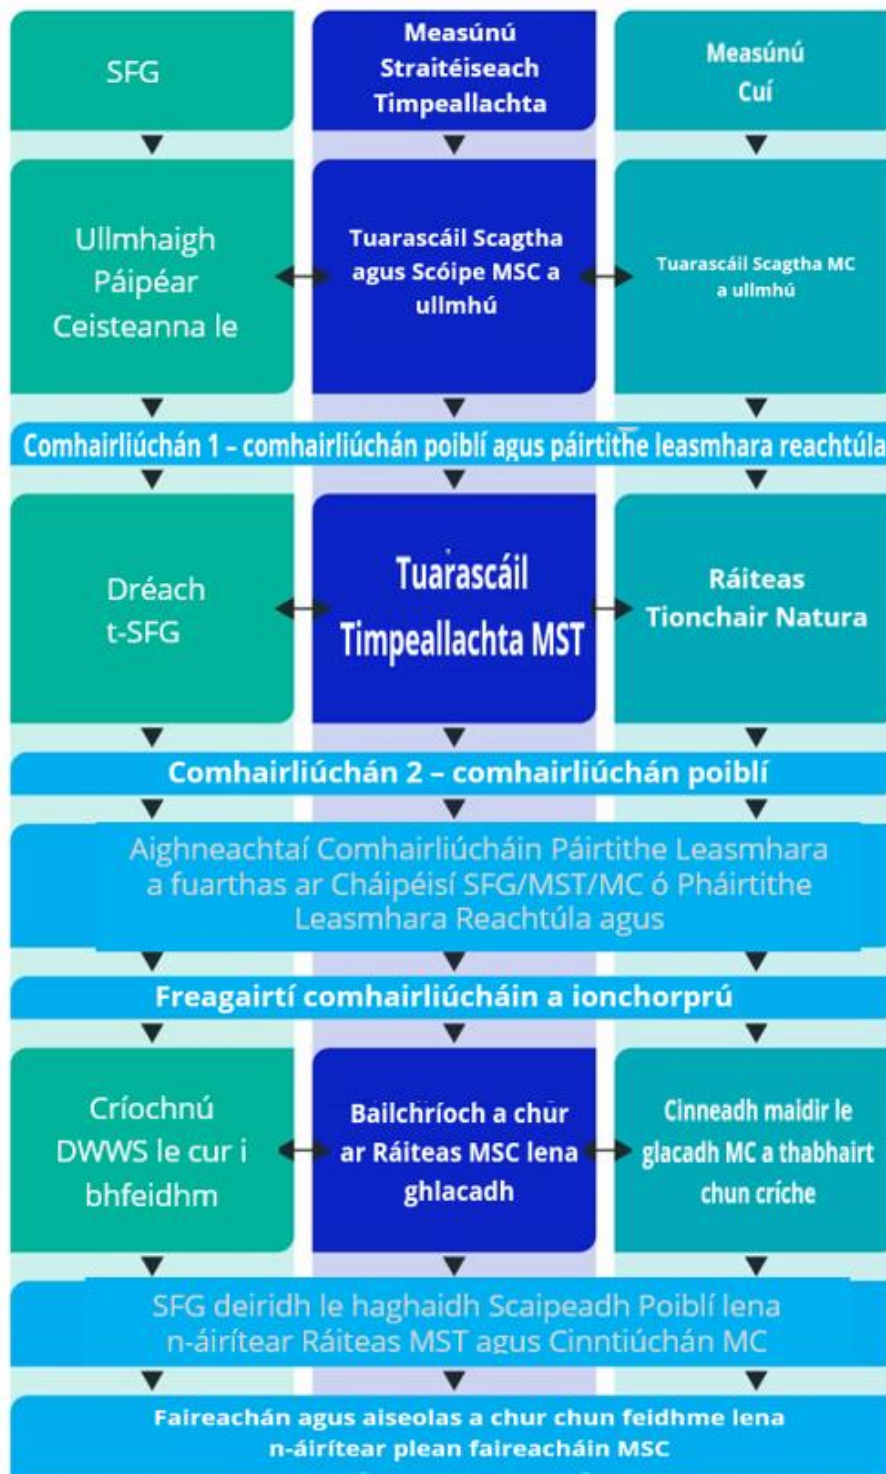 SFG
Measúnú
Straitéiseach
Timpeallachta
Measúnú
Cuí
Ullmhaigh
Páipéar
Ceisteanna le
Tuarascáil Scagtha
agus Scóipe MSC a
ullmhú
Tuarascáil Scagtha MC
a ullmhú
Comhairliúchán 1 – comhairliúchán poiblí agus páirtithe leasmhara reachtúla
Dréach
t-SFG
Tuarascáil
Timpeallachta MST
Ráiteas
Tionchair Natura
Comhairliúchán 2 – comhairliúchán poiblí
Aighneachtaí Comhairliúcháin Páirtithe Leasmhara
a fuarthas ar Cháipéisí SFG/MST/MC ó Pháirtithe
Leasmhara Reachtúla agus
Freagairtí comhairliúcháin a ionchorprú
Críochnú
DWWS le cur i
bhfeidhm
Bailchríoch a chur
ar Ráiteas MSC lena
ghlacadh
Cinneadh maidir le
glacadh MC a thabhairt
chun críche
SFG deiridh le haghaidh Scaipeadh Poiblí lena
n-áirítear Ráiteas MST agus Cinntiúchán MC
Faireachán agus aiseolas a chur chun feidhme lena
n-áirítear plean faireacháin MSC